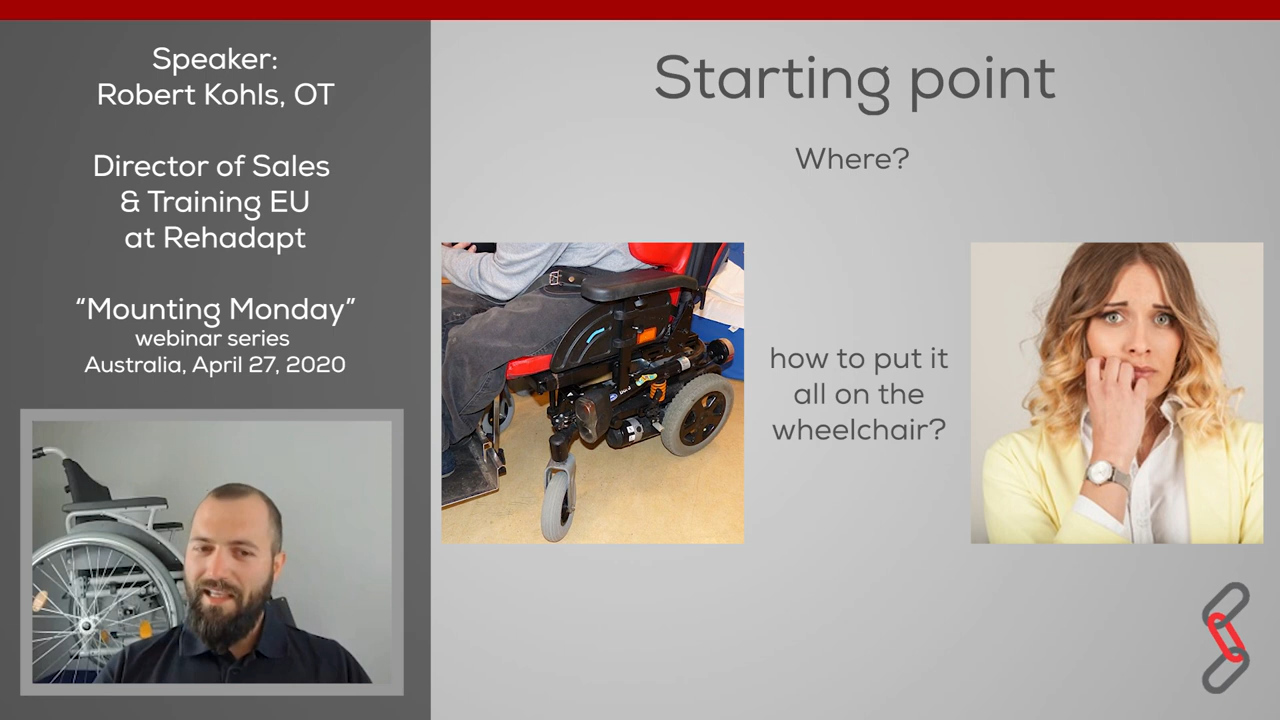 Speaker:
Robert Kohls, OT
Director of Sales
& Training EU
at Rehadapt
“Mounting Monday”
webinar series
Australia, April 27, 2020
Starting point
Where?
how to put it
all on the
wheelchair?